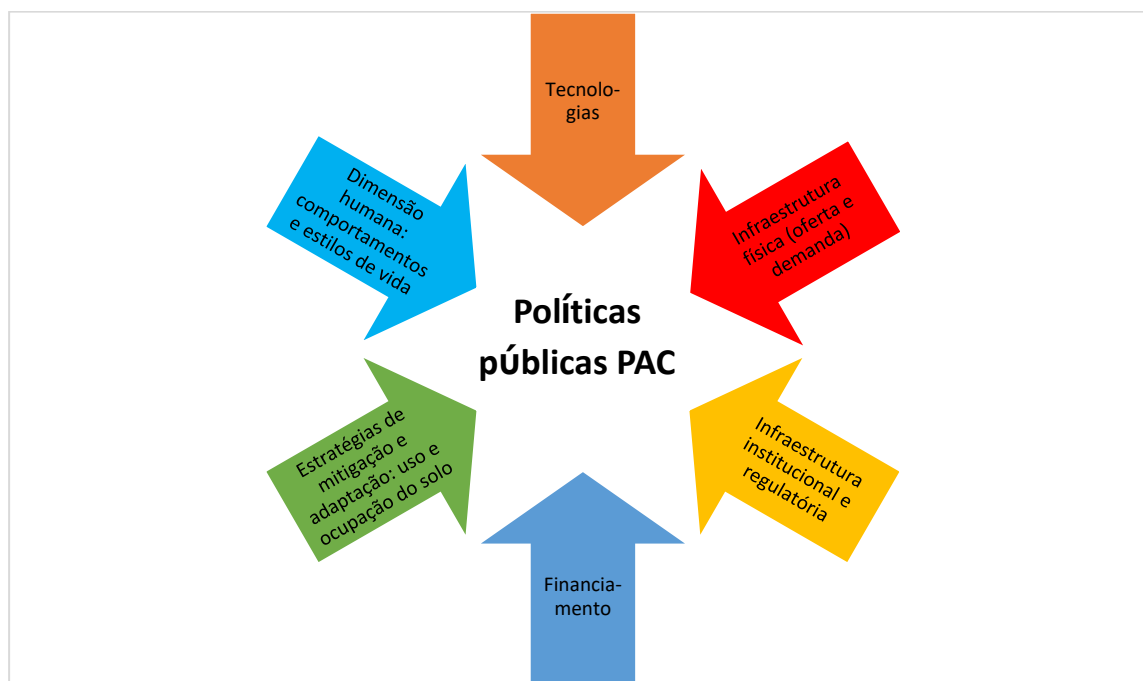 Tecnolo-
gias
Dimensão
humana:
comportamentos
e estilos de vida
Infraestrutura
física (oferta e
demanda)
Políticas
públicas PAC
Estratégias de
mitigação e
adaptação: uso e
ocupação do solo
Infraestrutura
institucional e
regulatória
Financia-
mento